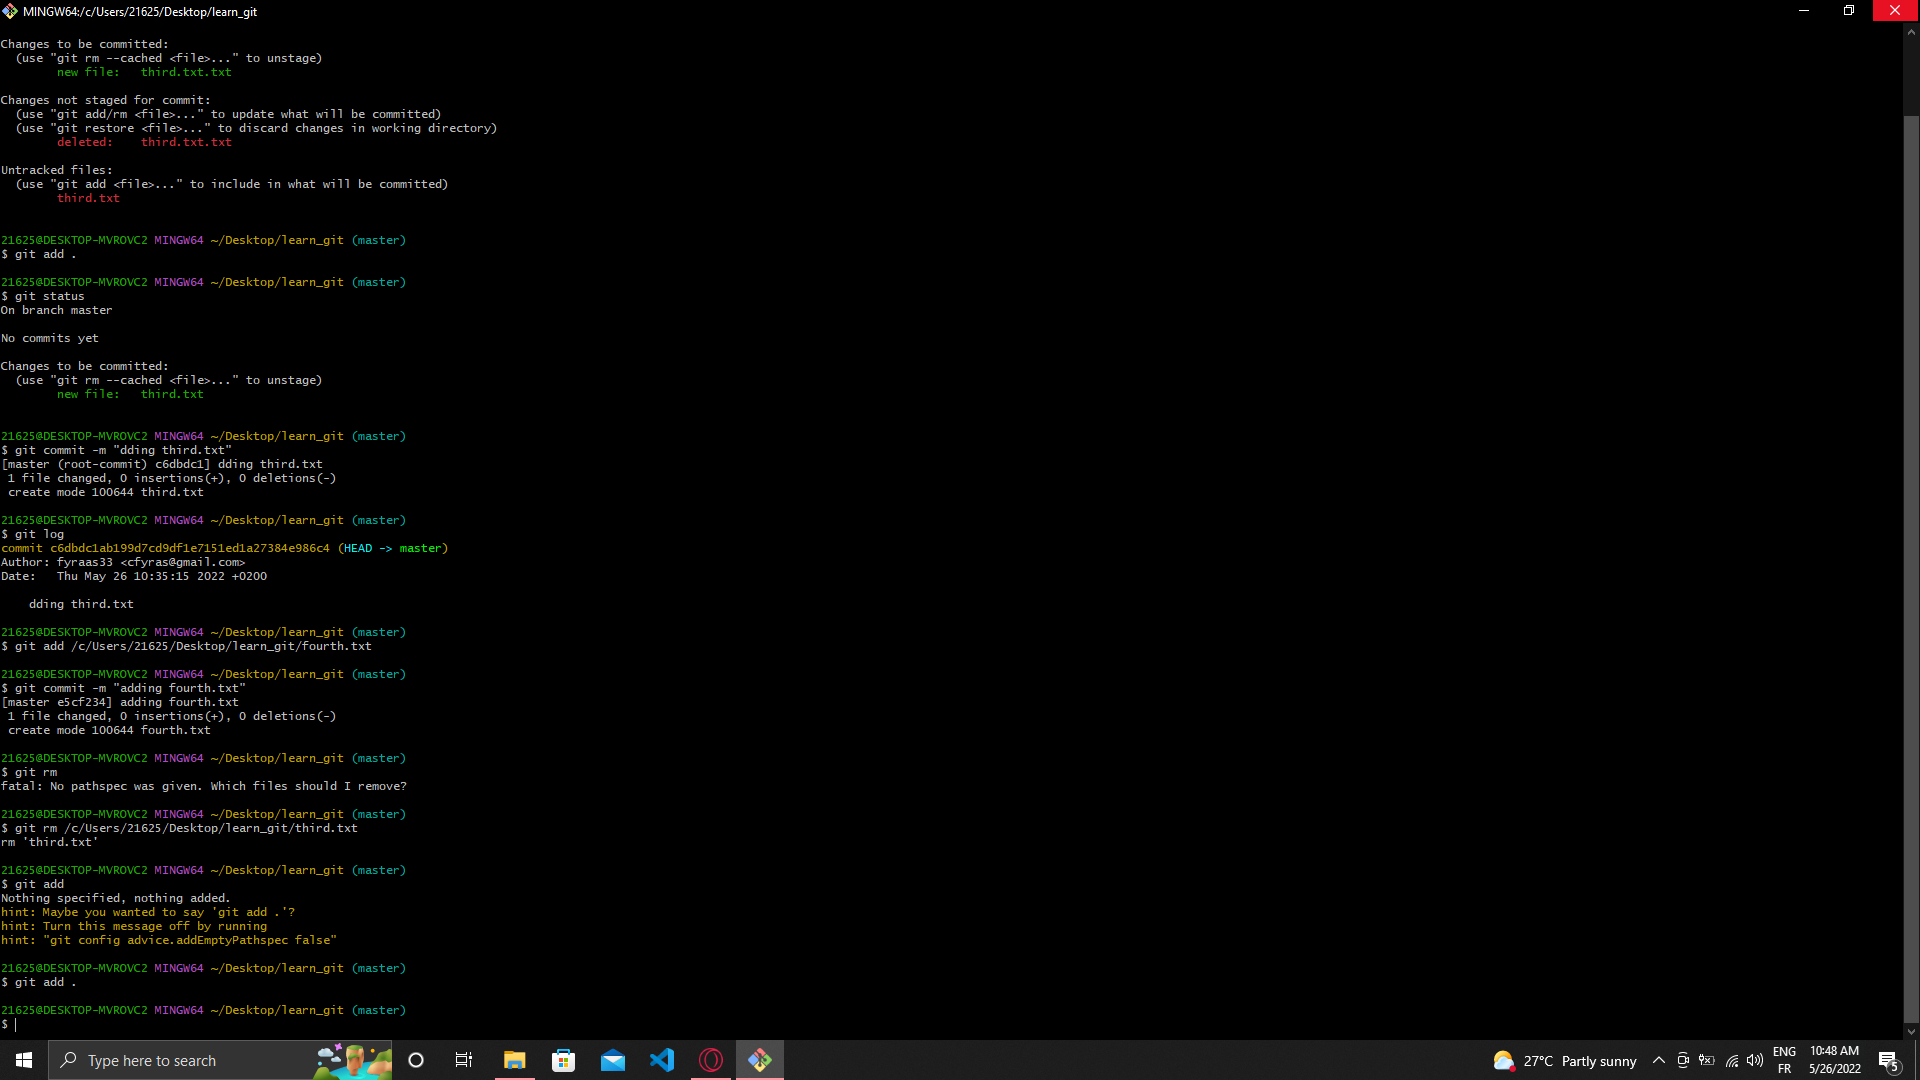 MINGW64:/c/Users/21625/Desktop/learn_git
Changes to be committed:
  (use "git rm --cached <file>..." to unstage)
        new file:   third.txt.txt
Changes not staged for commit:
  (use "git add/rm <file>..." to update what will be committed)
  (use "git restore <file>..." to discard changes in working directory)
        deleted:    third.txt.txt
Untracked files:
  (use "git add <file>..." to include in what will be committed)
        third.txt
21625@DESKTOP-MVROVC2 MINGW64 ~/Desktop/learn_git (master)
$ git add .
21625@DESKTOP-MVROVC2 MINGW64 ~/Desktop/learn_git (master)
$ git status
On branch master
No commits yet
Changes to be committed:
  (use "git rm --cached <file>..." to unstage)
        new file:   third.txt
21625@DESKTOP-MVROVC2 MINGW64 ~/Desktop/learn_git (master)
$ git commit -m "dding third.txt"
[master (root-commit) c6dbdc1] dding third.txt
 1 file changed, 0 insertions(+), 0 deletions(-)
 create mode 100644 third.txt
21625@DESKTOP-MVROVC2 MINGW64 ~/Desktop/learn_git (master)
$ git log
commit c6dbdc1ab199d7cd9df1e7151ed1a27384e986c4 (HEAD -> master)
Author: fyraas33 <cfyras@gmail.com>
Date:   Thu May 26 10:35:15 2022 +0200
    dding third.txt
21625@DESKTOP-MVROVC2 MINGW64 ~/Desktop/learn_git (master)
$ git add /c/Users/21625/Desktop/learn_git/fourth.txt
21625@DESKTOP-MVROVC2 MINGW64 ~/Desktop/learn_git (master)
$ git commit -m "adding fourth.txt"
[master e5cf234] adding fourth.txt
 1 file changed, 0 insertions(+), 0 deletions(-)
 create mode 100644 fourth.txt
21625@DESKTOP-MVROVC2 MINGW64 ~/Desktop/learn_git (master)
$ git rm
fatal: No pathspec was given. Which files should I remove?
21625@DESKTOP-MVROVC2 MINGW64 ~/Desktop/learn_git (master)
$ git rm /c/Users/21625/Desktop/learn_git/third.txt
rm 'third.txt'
21625@DESKTOP-MVROVC2 MINGW64 ~/Desktop/learn_git (master)
$ git add
Nothing specified, nothing added.
hint: Maybe you wanted to say 'git add .'?
hint: Turn this message off by running
hint: "git config advice.addEmptyPathspec false"
21625@DESKTOP-MVROVC2 MINGW64 ~/Desktop/learn_git (master)
$ git add .
21625@DESKTOP-MVROVC2 MINGW64 ~/Desktop/learn_git (master)
$
Type here to search
27°C Partly sunny
ENG
FR
10:48 AM
5/26/2022
5